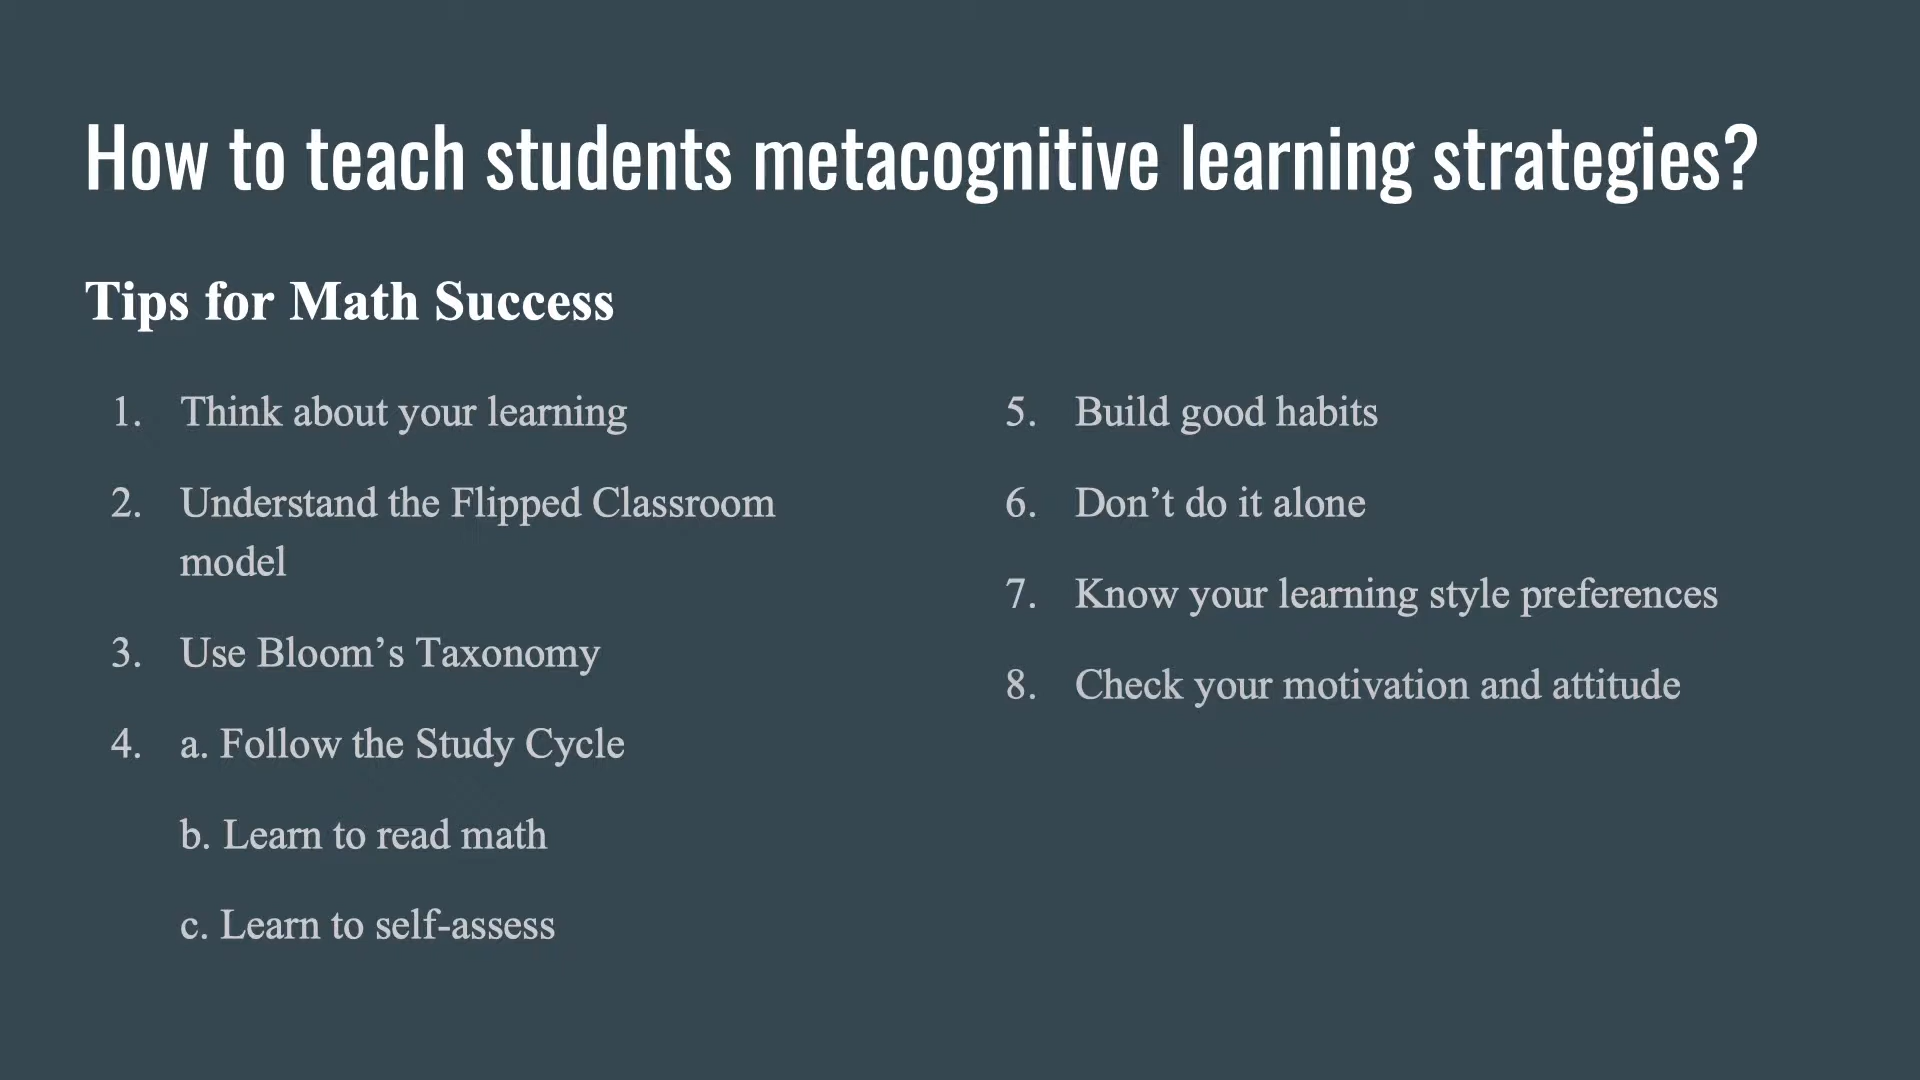 How to teach students metacognitive learning strategies?
Tips for Math Success
1. Think about your learning
2. Understand the Flipped Classroom
model
3. Use Bloom’s Taxonomy
4. a. Follow the Study Cycle
b. Learn to read math
c. Learn to self-assess
5. Build good habits
6. Don’t do it alone
7. Know your learning style preferences
8. Check your motivation and attitude